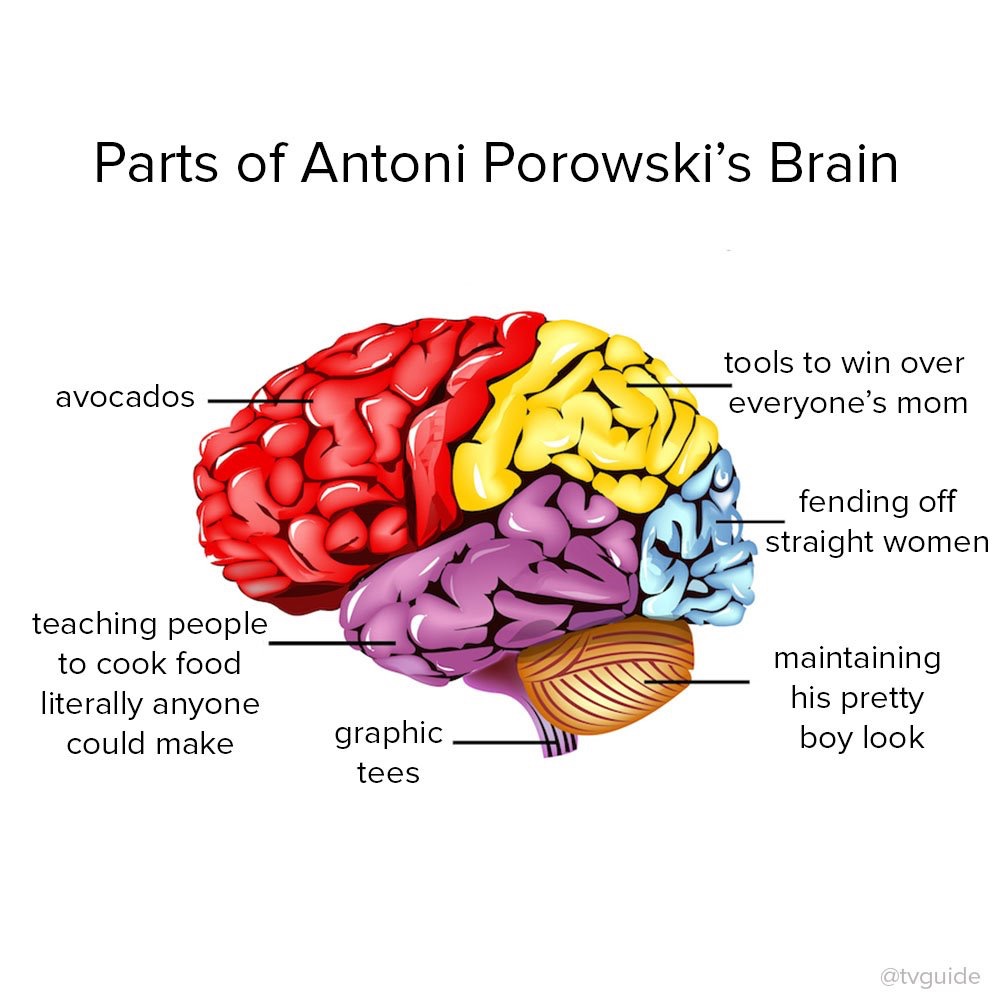 Parts of Antoni Porowski’s Brain
avocados
tools to win over
everyone’s mom
fending off
straight women
teaching people
to cook food
literally anyone
could make
maintaining
his pretty
boy look
graphic
tees
@tvguide